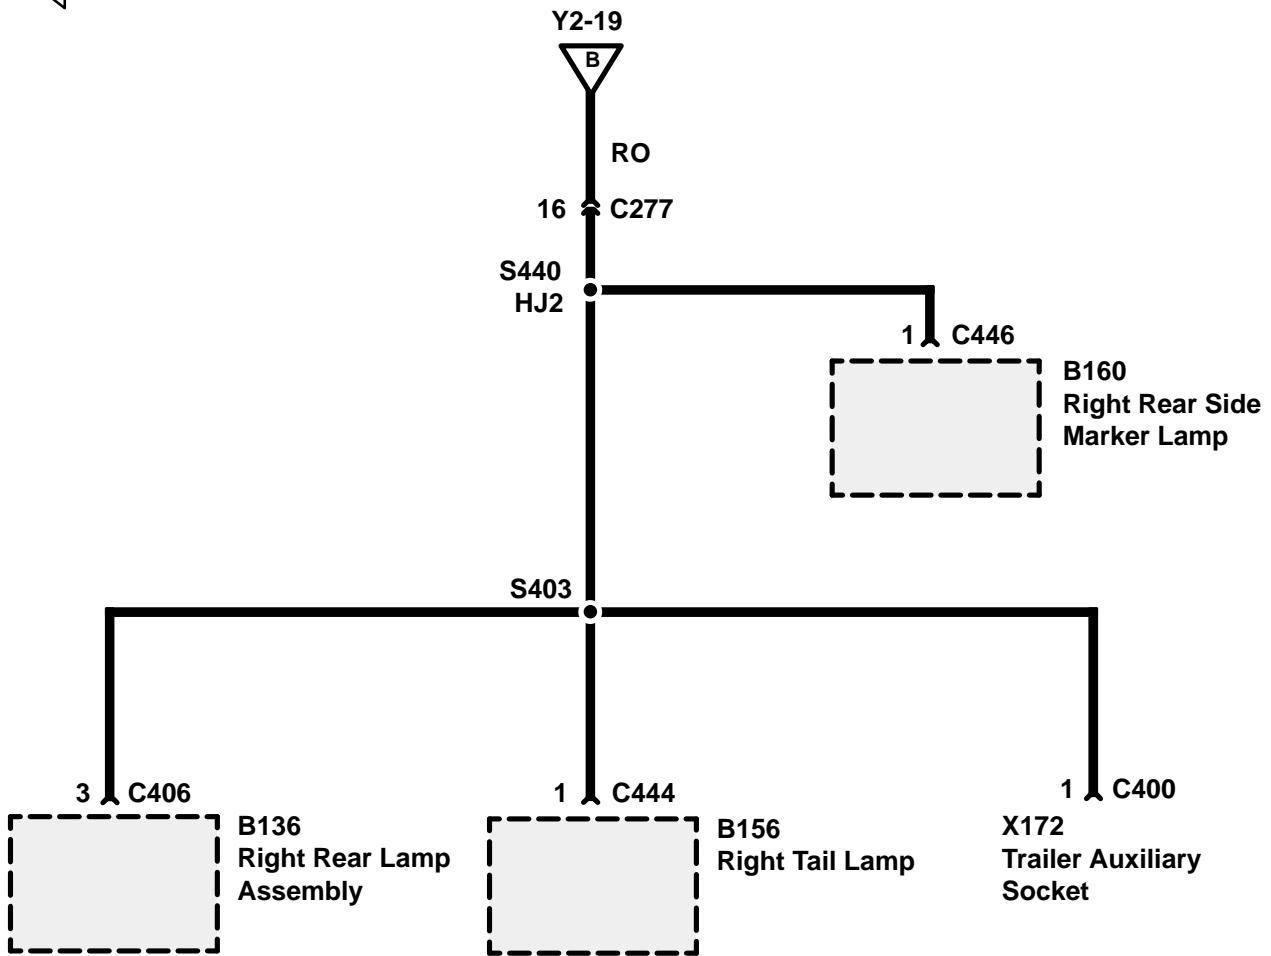 Y2-19
B
RO
16 C277
S440
HJ2
1 C446
B160
Right Rear Side
Marker Lamp
S403
3 C406
B136
Right Rear Lamp
Assembly
1 C444
B156
Right Tail Lamp
1 C400
X172
Trailer Auxiliary
Socket